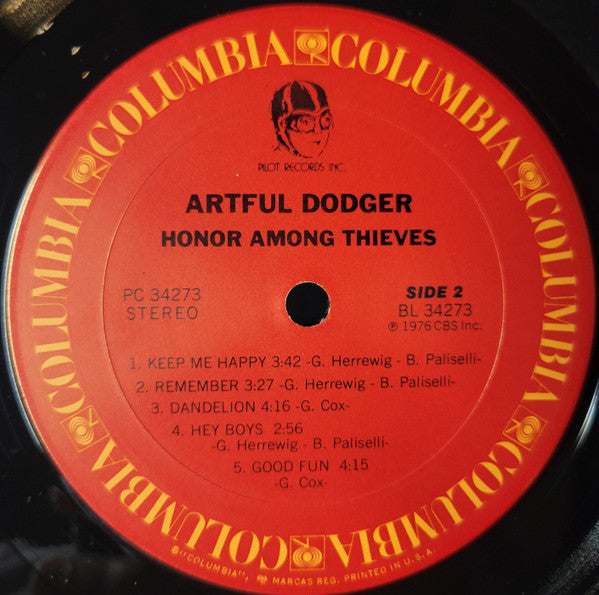 COLUMBIA COLUMBIA COLUMBIA COLUMBIA COLUMBIA COLUMBIA
PILOT RECORDS INC.
ARTFUL DODGER
HONOR AMONG THIEVES
PC 34273 SIDE 2
STEREO BL 34273
Ⓟ 1976 CBS Inc.
1. KEEP ME HAPPY 3:42 -G. Herrewig - B. Paliselli-
2. REMEMBER 3:27 -G. Herrewig - B. Paliselli-
3. DANDELION 4:16 -G. Cox-
4. HEY BOYS 2:56
-G. Herrewig - B. Paliselli-
5. GOOD FUN 4:15
-G. Cox-
®"COLUMBIA", ® MARCAS REG. PRINTED IN U.S.A.